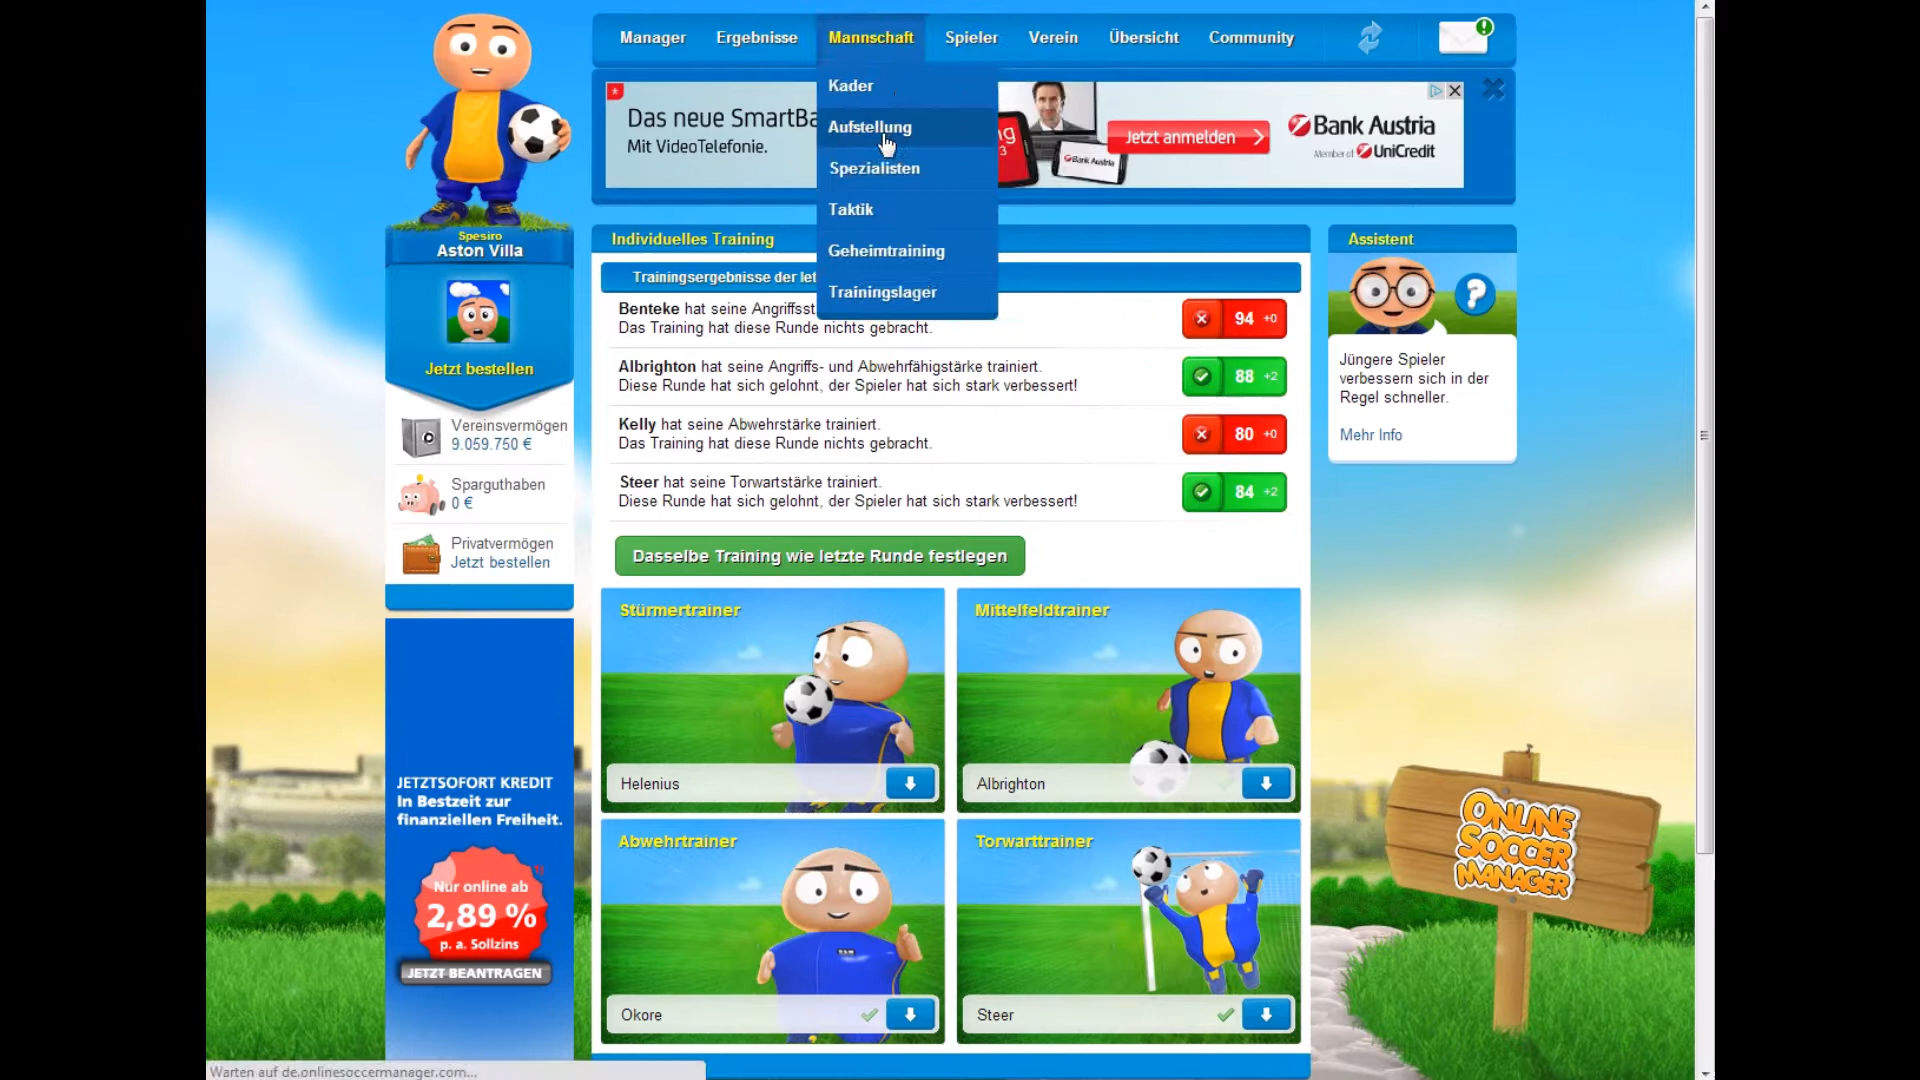 Manager
Ergebnisse
Mannschaft
Spieler
Verein
Übersicht
Community
Kader
Aufstellung
Spezialisten
Taktik
Geheimtraining
Trainingslager
Das neue SmartBa
Mit VideoTelefonie.
Jetzt anmelden
Bank Austria
Bank Austria
Member of UniCredit
Spesiro
Aston Villa
Jetzt bestellen
Vereinsvermögen
9.059.750 €
Sparguthaben
0 €
Privatvermögen
Jetzt bestellen
JETZTSOFORT KREDIT
In Bestzeit zur
finanziellen Freiheit.
Nur online ab
2,89 %
p. a. Sollzins
JETZT BEANTRAGEN
Individuelles Training
Trainingsergebnisse der let
Benteke hat seine Angriffsst
Das Training hat diese Runde nichts gebracht.
94 +0
Albrighton hat seine Angriffs- und Abwehrfähigstärke trainiert.
Diese Runde hat sich gelohnt, der Spieler hat sich stark verbessert!
88 +2
Kelly hat seine Abwehrstärke trainiert.
Das Training hat diese Runde nichts gebracht.
80 +0
Steer hat seine Torwartstärke trainiert.
Diese Runde hat sich gelohnt, der Spieler hat sich stark verbessert!
84 +2
Dasselbe Training wie letzte Runde festlegen
Stürmertrainer
Helenius
Mittelfeldtrainer
Albrighton
Abwehrtrainer
Okore
Torwarttrainer
Steer
Assistent
Jüngere Spieler
verbessern sich in der
Regel schneller.
Mehr Info
ONLINE
SOCCER
MANAGER
Warten auf de.onlinesoccermanager.com...